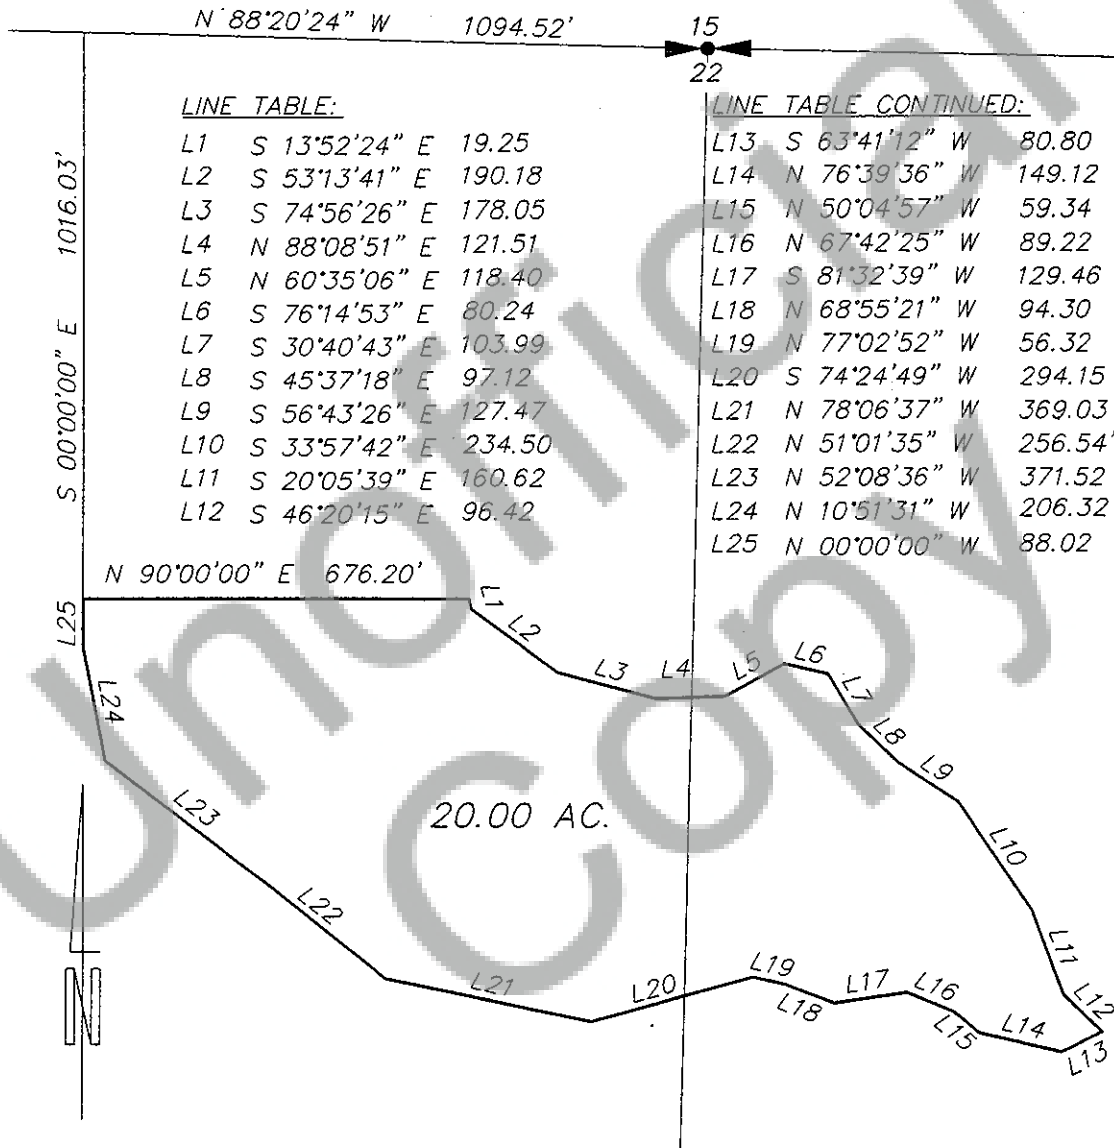 N 88°20'24" W 1094.52'
15
22
S 00°00'00" E 1016.03'
LINE TABLE:
L1 S 13°52'24" E 19.25
L2 S 53°13'41" E 190.18
L3 S 74°56'26" E 178.05
L4 N 88°08'51" E 121.51
L5 N 60°35'06" E 118.40
L6 S 76°14'53" E 80.24
L7 S 30°40'43" E 103.99
L8 S 45°37'18" E 97.12
L9 S 56°43'26" E 127.47
L10 S 33°57'42" E 234.50
L11 S 20°05'39" E 160.62
L12 S 46°20'15" E 96.42
LINE TABLE CONTINUED:
L13 S 63°41'12" W 80.80
L14 N 76°39'36" W 149.12
L15 N 50°04'57" W 59.34
L16 N 67°42'25" W 89.22
L17 S 81°32'39" W 129.46
L18 N 68°55'21" W 94.30
L19 N 77°02'52" W 56.32
L20 S 74°24'49" W 294.15
L21 N 78°06'37" W 369.03
L22 N 51°01'35" W 256.54'
L23 N 52°08'36" W 371.52
L24 N 10°51'31" W 206.32
L25 N 00°00'00" W 88.02
N 90°00'00" E 676.20'
L25
L1
L2
L3
L4
L5
L6
L7
L8
L9
L10
L11
L12
L13
L14
L15
L16
L17
L18
L19
L20
L21
L22
L23
L24
20.00 AC.
N
Unofficial
Copy